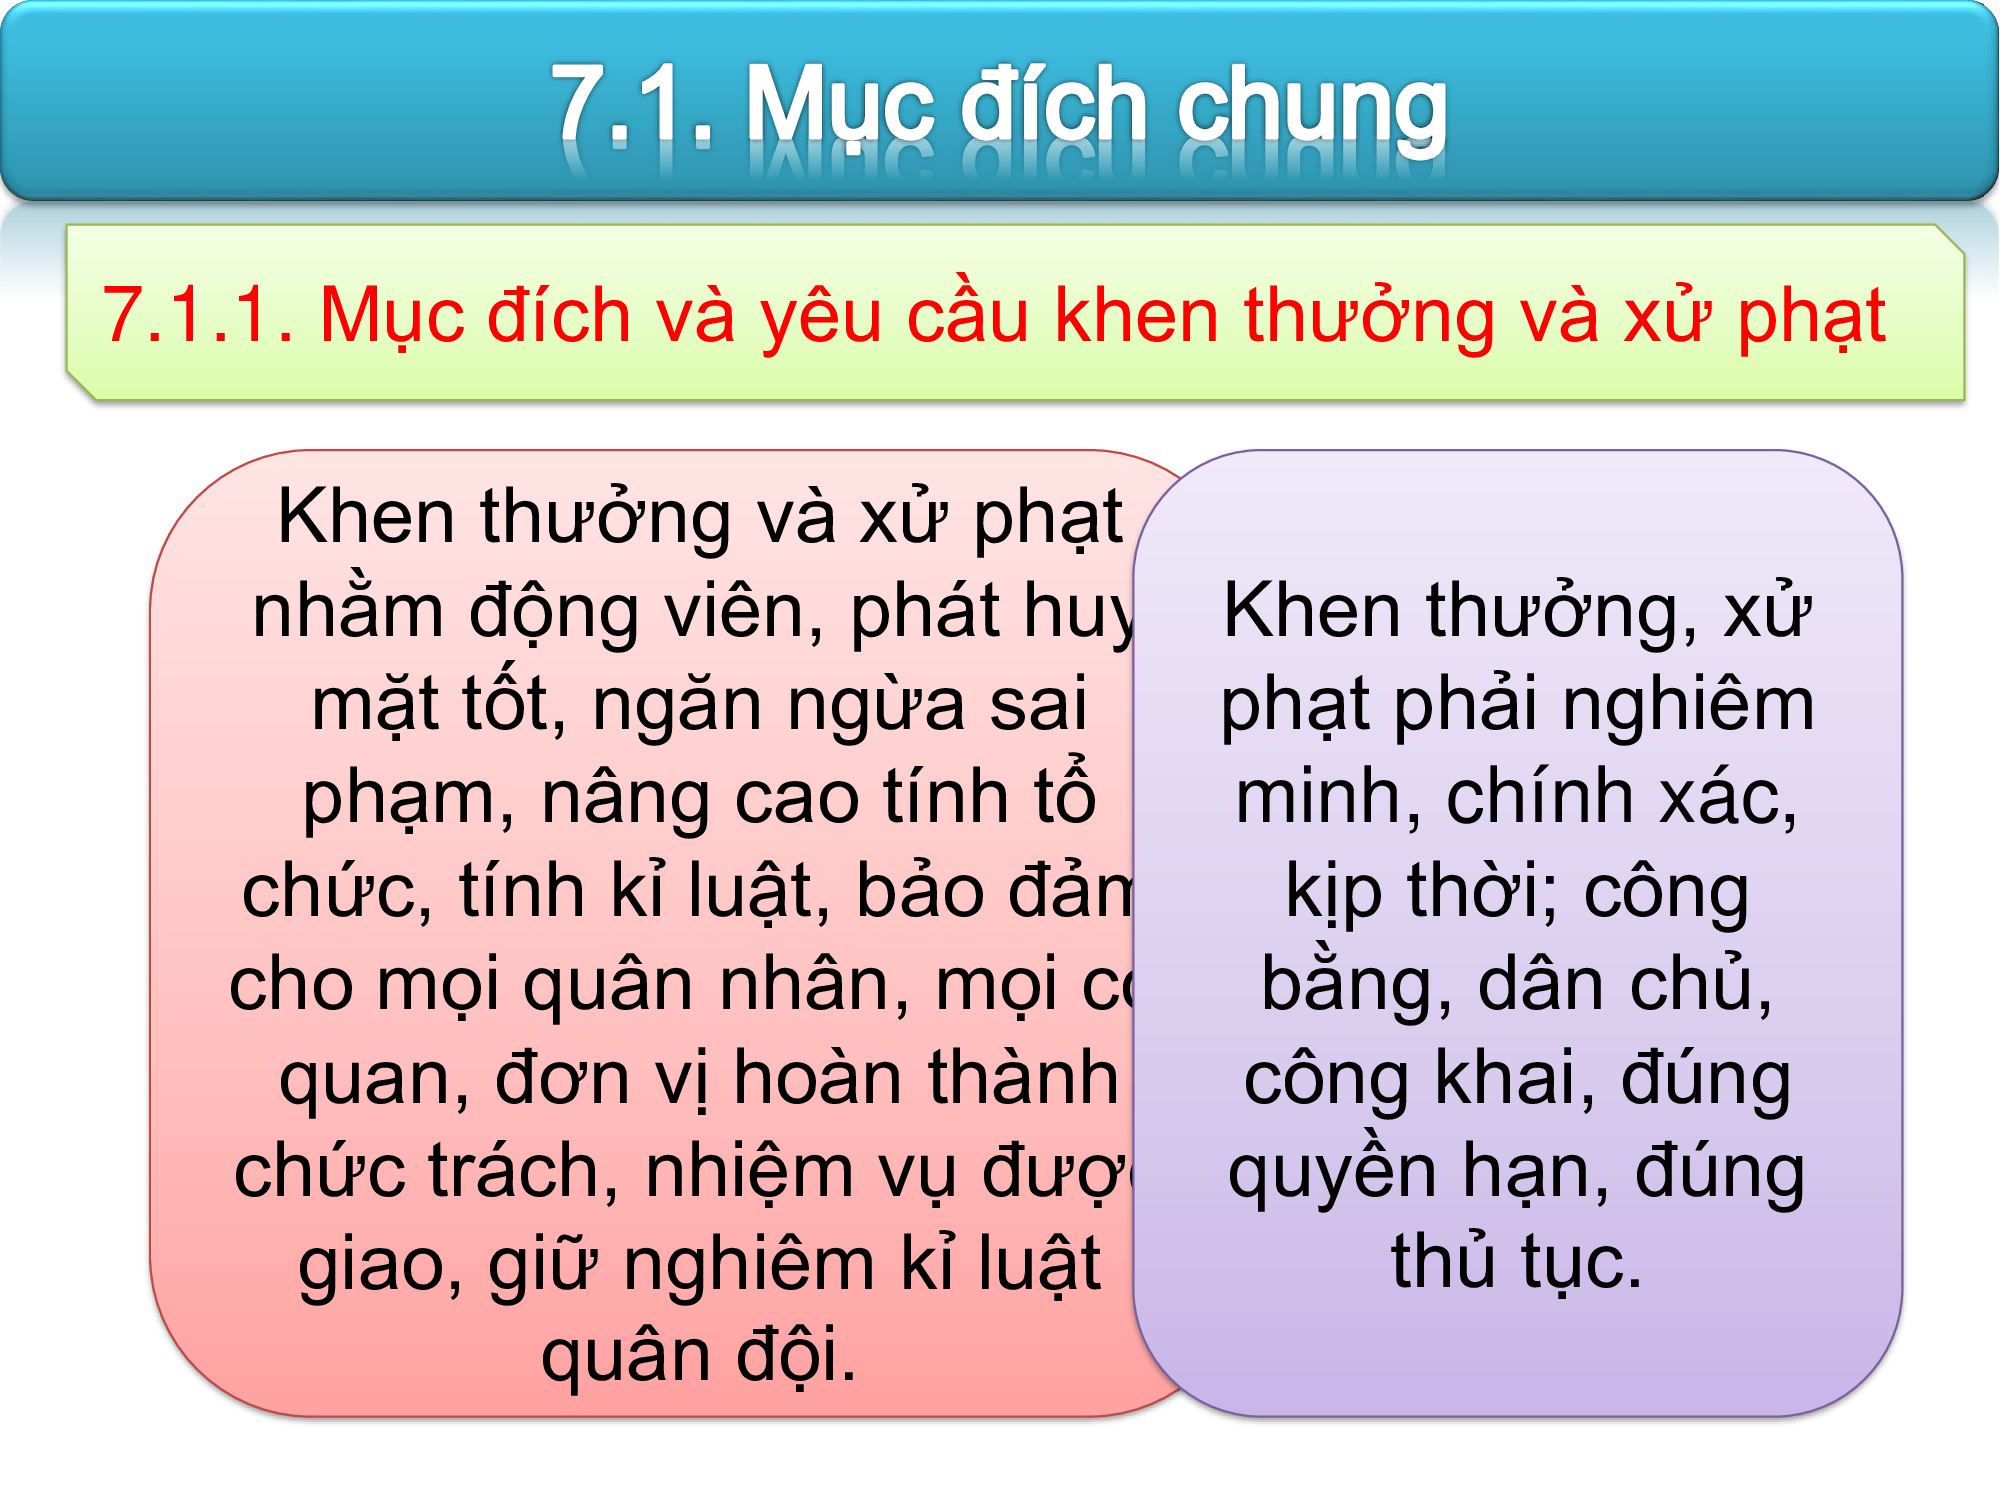 7.1. Mục đích chung
7.1.1. Mục đích và yêu cầu khen thưởng và xử phạt
Khen thưởng và xử phạt
nhằm động viên, phát huy
mặt tốt, ngăn ngừa sai
phạm, nâng cao tính tổ
chức, tính kỉ luật, bảo đảm
cho mọi quân nhân, mọi cơ
quan, đơn vị hoàn thành
chức trách, nhiệm vụ được
giao, giữ nghiêm kỉ luật
quân đội.
Khen thưởng, xử
phạt phải nghiêm
minh, chính xác,
kịp thời; công
bằng, dân chủ,
công khai, đúng
quyền hạn, đúng
thủ tục.